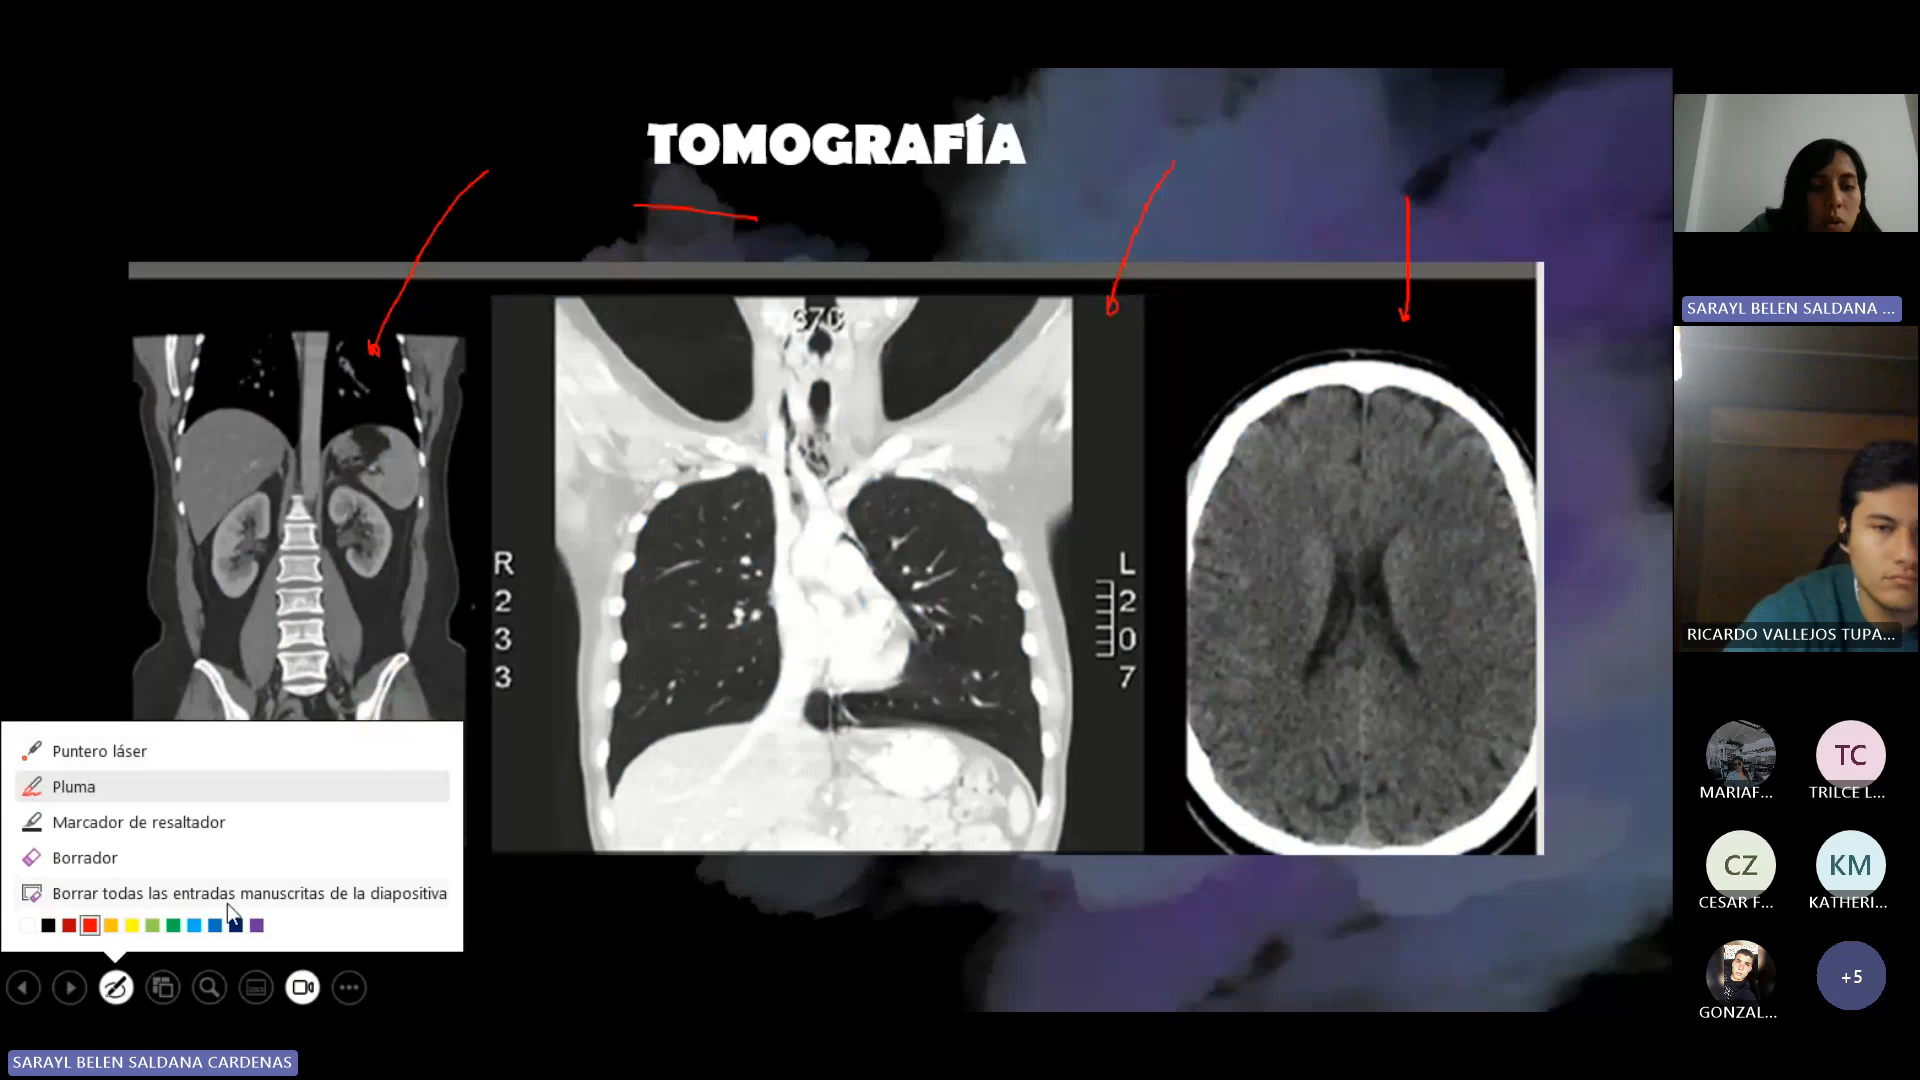 TOMOGRAFÍA
37C
R
2
3
3
L
2
0
7
Puntero láser
Pluma
Marcador de resaltador
Borrador
Borrar todas las entradas manuscritas de la diapositiva
SARAYL BELEN SALDANA CARDENAS
SARAYL BELEN SALDANA ...
RICARDO VALLEJOS TUPA...
MARIAF...
TC
TRILCE L...
CZ
CESAR F...
KM
KATHERI...
GONZAL...
+5